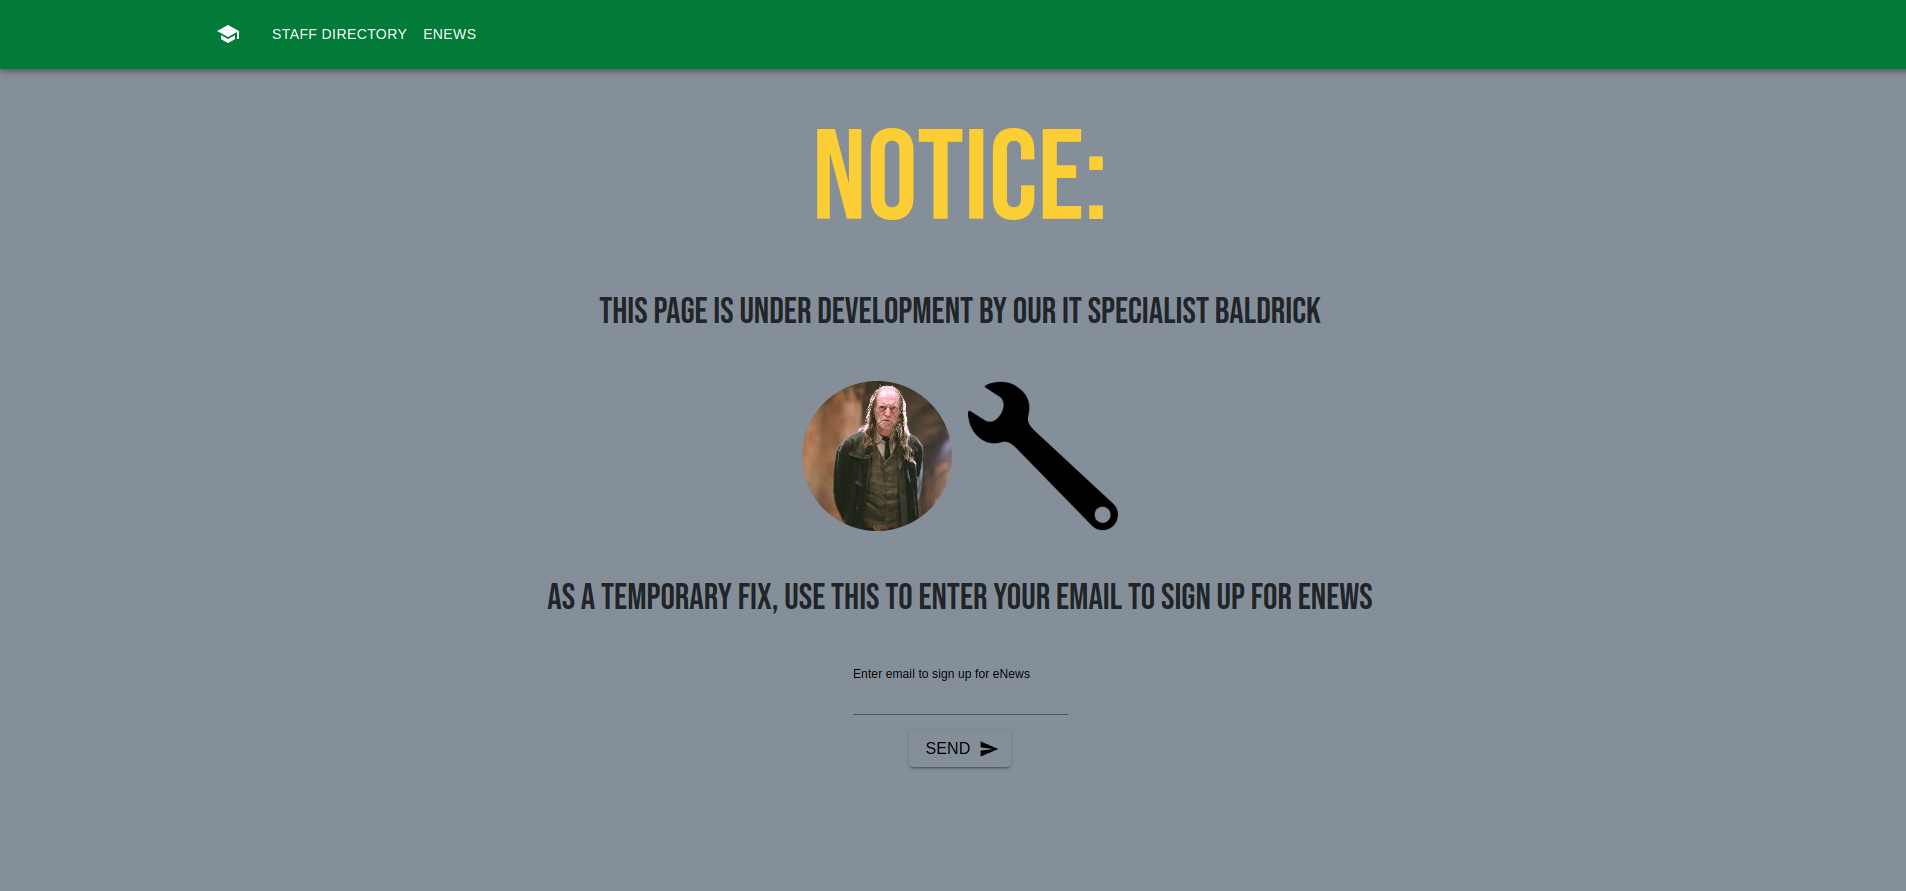 STAFF DIRECTORY ENEWS
NOTICE:
THIS PAGE IS UNDER DEVELOPMENT BY OUR IT SPECIALIST BALDRICK
AS A TEMPORARY FIX, USE THIS TO ENTER YOUR EMAIL TO SIGN UP FOR ENEWS
Enter email to sign up for eNews
SEND